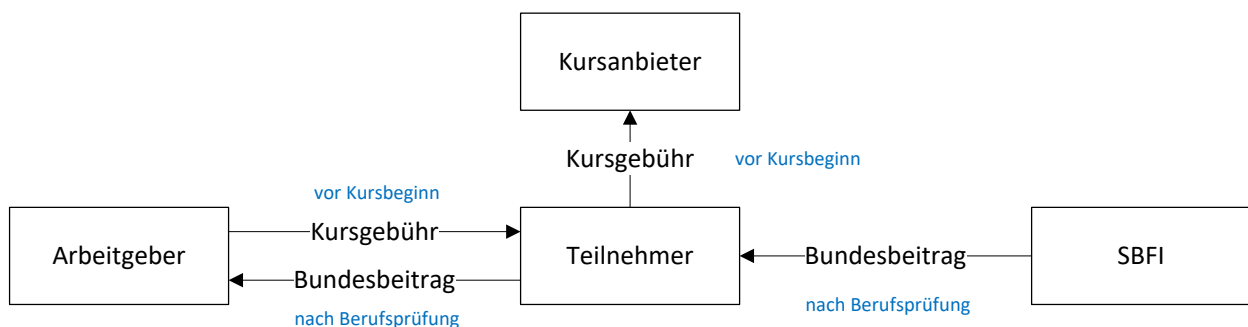 Kursanbieter
Kursgebühr
vor Kursbeginn
vor Kursbeginn
Arbeitgeber
Kursgebühr
Bundesbeitrag
nach Berufsprüfung
Teilnehmer
Bundesbeitrag
nach Berufsprüfung
SBFI